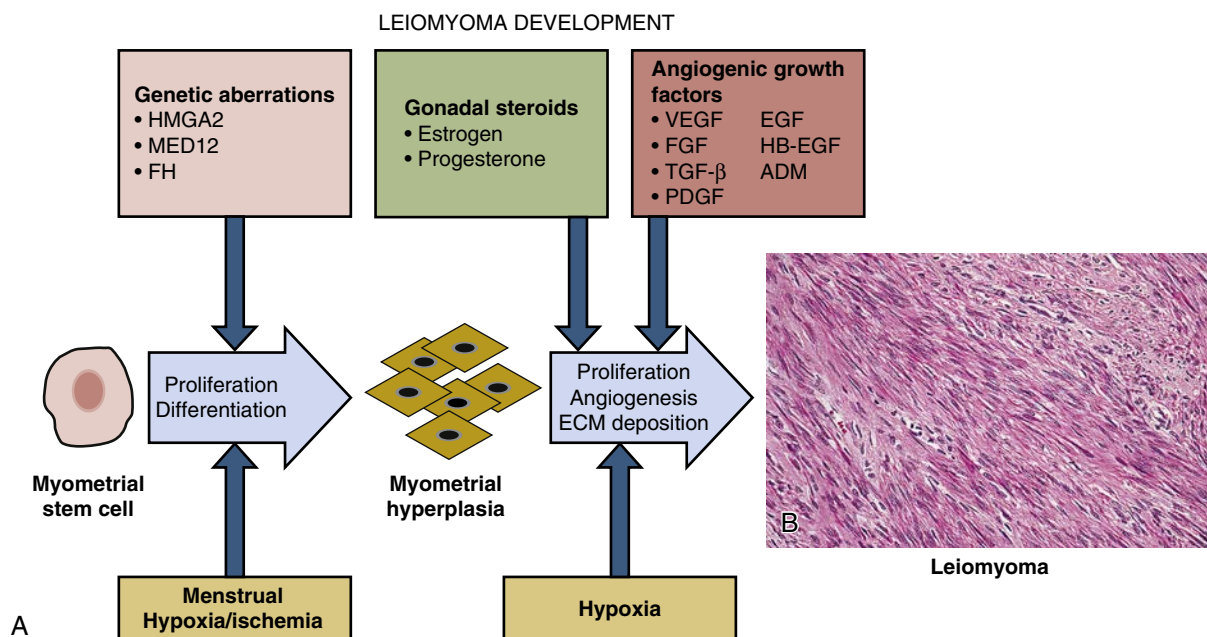 LEIOMYOMA DEVELOPMENT
Genetic aberrations
• HMGA2
• MED12
• FH
Gonadal steroids
• Estrogen
• Progesterone
Angiogenic growth
factors
• VEGF EGF
• FGF HB-EGF
• TGF-β ADM
• PDGF
Proliferation
Differentiation
Proliferation
Angiogenesis
ECM deposition
Myometrial
stem cell
Myometrial
hyperplasia
B
Leiomyoma
Menstrual
Hypoxia/ischemia
Hypoxia
A